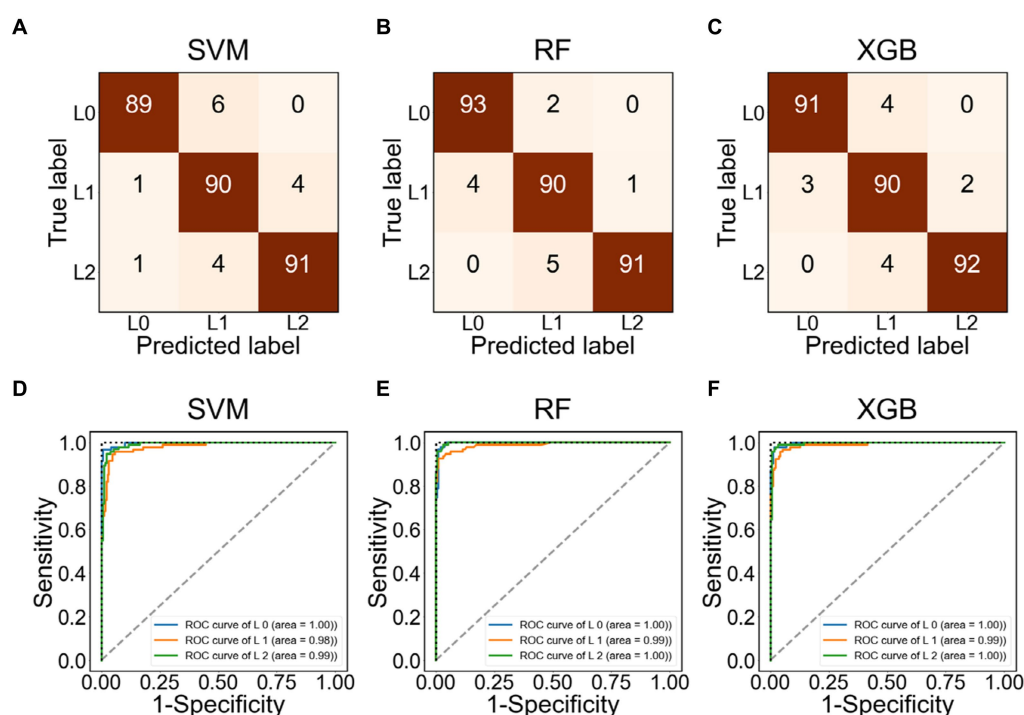 A
B
C
SVM
RF
XGB
True label
L0
89
6
0
L1
1
90
4
L2
1
4
91
L0
L1
L2
Predicted label
True label
L0
93
2
0
L1
4
90
1
L2
0
5
91
L0
L1
L2
Predicted label
True label
L0
91
4
0
L1
3
90
2
L2
0
4
92
L0
L1
L2
Predicted label
D
E
F
SVM
RF
XGB
Sensitivity
1.0
0.8
0.6
0.4
0.2
0.0
ROC curve of L 0 (area = 1.00))
ROC curve of L 1 (area = 0.98))
ROC curve of L 2 (area = 0.99))
0.00 0.25 0.50 0.75 1.00
1-Specificity
Sensitivity
1.0
0.8
0.6
0.4
0.2
0.0
ROC curve of L 0 (area = 1.00))
ROC curve of L 1 (area = 0.99))
ROC curve of L 2 (area = 1.00))
0.00 0.25 0.50 0.75 1.00
1-Specificity
Sensitivity
1.0
0.8
0.6
0.4
0.2
0.0
ROC curve of L 0 (area = 1.00))
ROC curve of L 1 (area = 0.99))
ROC curve of L 2 (area = 1.00))
0.00 0.25 0.50 0.75 1.00
1-Specificity